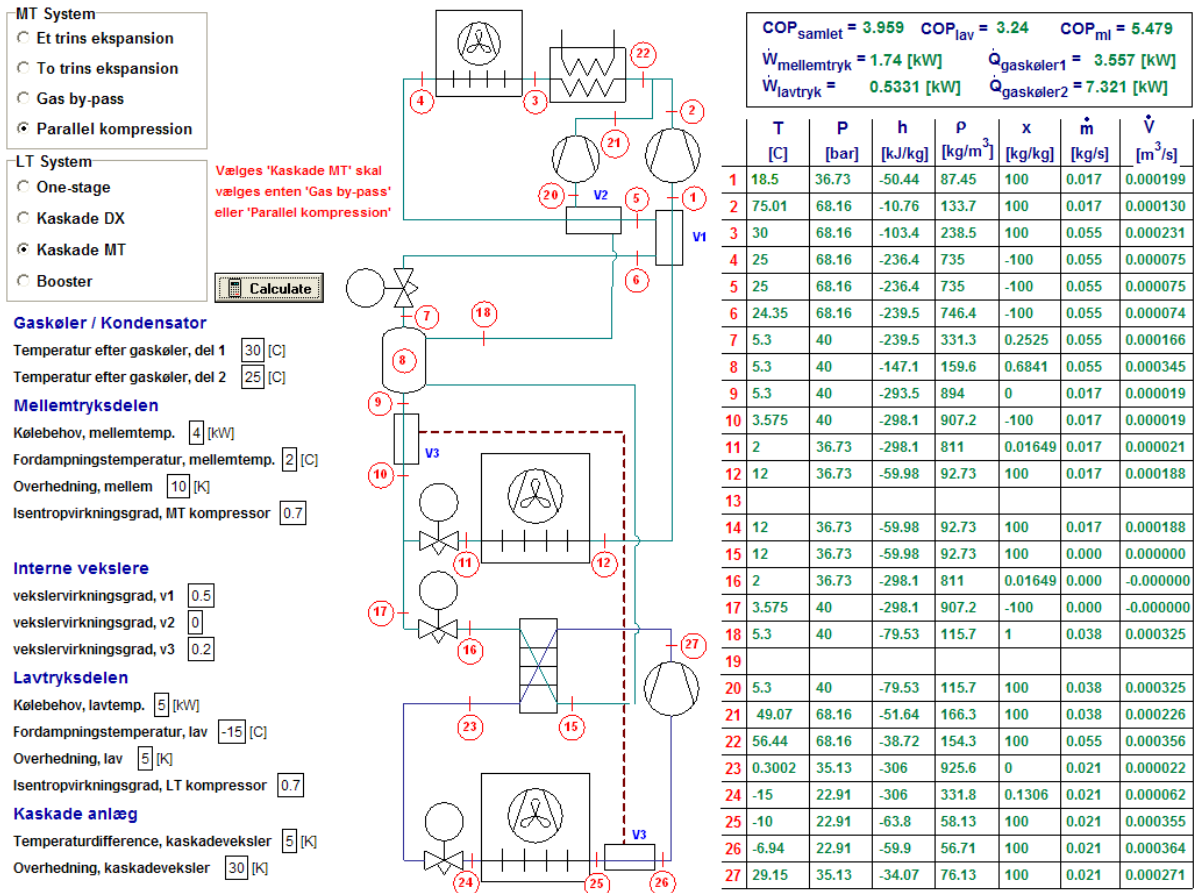 MT System
Et trins ekspansion
To trins ekspansion
Gas by-pass
Parallel kompression
LT System
One-stage
Kaskade DX
Kaskade MT
Booster
Vælges 'Kaskade MT' skal
vælges enten 'Gas by-pass'
eller 'Parallel kompression'
Calculate
Gaskøler / Kondensator
Temperatur efter gaskøler, del 1 30 [C]
Temperatur efter gaskøler, del 2 25 [C]
Mellemtryksdelen
Kølebehov, mellemtemp. 4 [kW]
Fordampningstemperatur, mellemtemp. 2 [C]
Overhedning, mellem 10 [K]
Isentropvirkningsgrad, MT kompressor 0.7
Interne vekslere
vekslervirkningsgrad, v1 0.5
vekslervirkningsgrad, v2 0
vekslervirkningsgrad, v3 0.2
Lavtryksdelen
Kølebehov, lavtemp. 5 [kW]
Fordampningstemperatur, lav -15 [C]
Overhedning, lav 5 [K]
Isentropvirkningsgrad, LT kompressor 0.7
Kaskade anlæg
Temperaturdifference, kaskadeveksler 5 [K]
Overhedning, kaskadeveksler 30 [K]
22
4
3
2
21
20
V2
5
1
V1
6
7
18
8
9
V3
10
11
12
17
16
27
23
15
V3
24
25
26
COPsamlet = 3.959 COPlav = 3.24 COPml = 5.479
Ẇmellemtryk = 1.74 [kW] Q̇gaskøler1 = 3.557 [kW]
Ẇlavtryk = 0.5331 [kW] Q̇gaskøler2 = 7.321 [kW]
T P h ρ x ṁ V̇
[C] [bar] [kJ/kg] [kg/m³] [kg/kg] [kg/s] [m³/s]
1 18.5 36.73 -50.44 87.45 100 0.017 0.000199
2 75.01 68.16 -10.76 133.7 100 0.017 0.000130
3 30 68.16 -103.4 238.5 100 0.055 0.000231
4 25 68.16 -236.4 735 -100 0.055 0.000075
5 25 68.16 -236.4 735 -100 0.055 0.000075
6 24.35 68.16 -239.5 746.4 -100 0.055 0.000074
7 5.3 40 -239.5 331.3 0.2525 0.055 0.000166
8 5.3 40 -147.1 159.6 0.6841 0.055 0.000345
9 5.3 40 -293.5 894 0 0.017 0.000019
10 3.575 40 -298.1 907.2 -100 0.017 0.000019
11 2 36.73 -298.1 811 0.01649 0.017 0.000021
12 12 36.73 -59.98 92.73 100 0.017 0.000188
13
14 12 36.73 -59.98 92.73 100 0.017 0.000188
15 12 36.73 -59.98 92.73 100 0.000 0.000000
16 2 36.73 -298.1 811 0.01649 0.000 -0.000000
17 3.575 40 -298.1 907.2 -100 0.000 -0.000000
18 5.3 40 -79.53 115.7 1 0.038 0.000325
19
20 5.3 40 -79.53 115.7 100 0.038 0.000325
21 49.07 68.16 -51.64 166.3 100 0.038 0.000226
22 56.44 68.16 -38.72 154.3 100 0.055 0.000356
23 0.3002 35.13 -306 925.6 0 0.021 0.000022
24 -15 22.91 -306 331.8 0.1306 0.021 0.000062
25 -10 22.91 -63.8 58.13 100 0.021 0.000355
26 -6.94 22.91 -59.9 56.71 100 0.021 0.000364
27 29.15 35.13 -34.07 76.13 100 0.021 0.000271